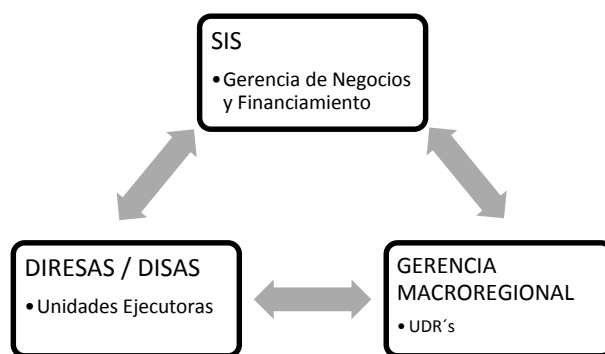 SIS
•Gerencia de Negocios
y Financiamiento
DIRESAS / DISAS
•Unidades Ejecutoras
GERENCIA
MACROREGIONAL
• UDR´s